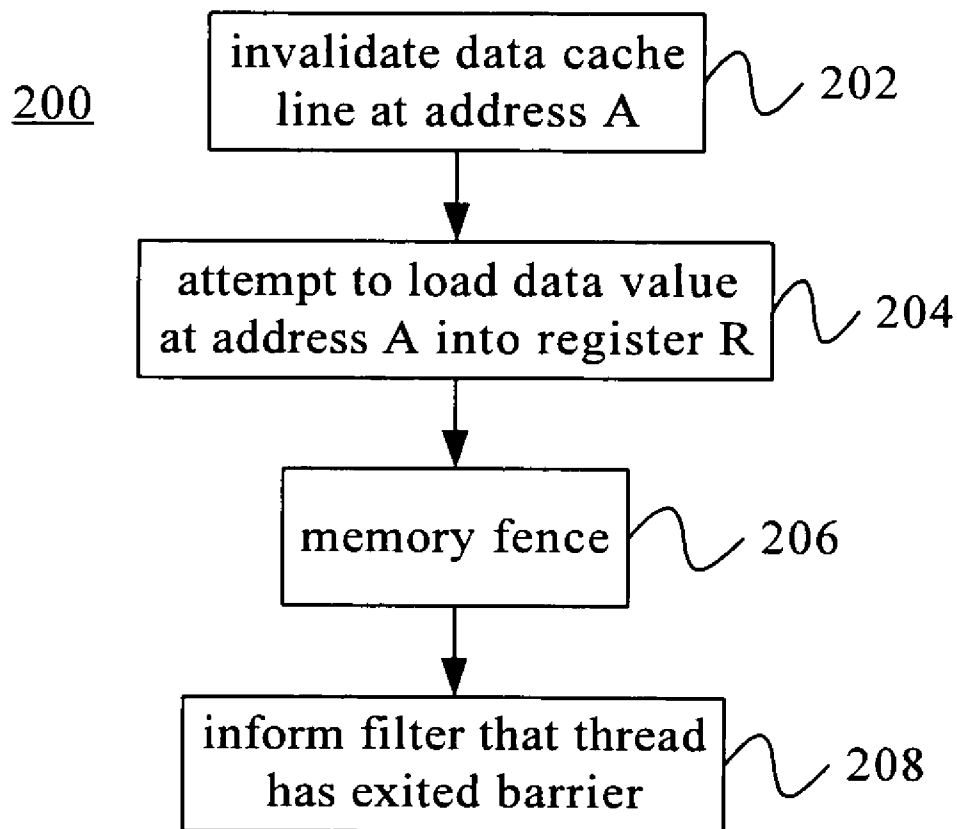 200
invalidate data cache
line at address A
202
attempt to load data value
at address A into register R
204
memory fence
206
inform filter that thread
has exited barrier
208